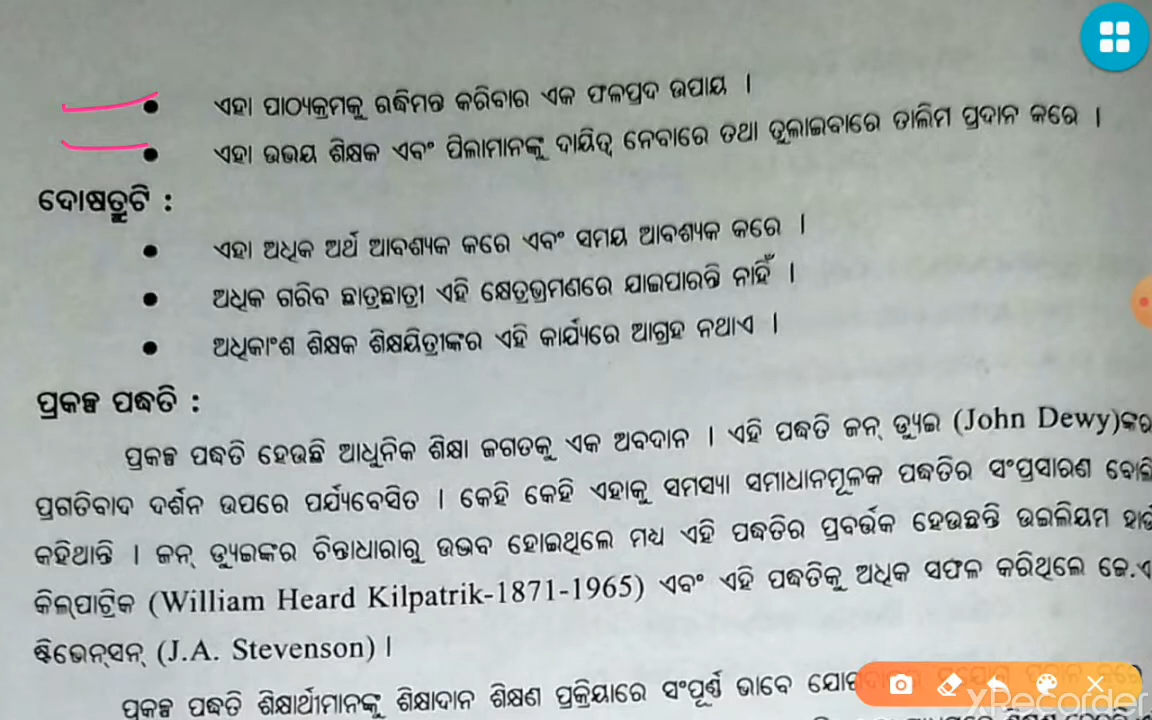 ଏହା ପାଠ୍ୟକ୍ରମକୁ ଋଦ୍ଧିମନ୍ତ କରିବାର ଏକ ଫଳପ୍ରଦ ଉପାୟ ।
ଏହା ଉଭୟ ଶିକ୍ଷକ ଏବଂ ପିଲାମାନଙ୍କୁ ଦାୟିତ୍ୱ ନେବାରେ ତଥା ତୁଲାଇବାରେ ତାଲିମ ପ୍ରଦାନ କରେ ।
ଦୋଷତ୍ରୁଟି :
ଏହା ଅଧିକ ଅର୍ଥ ଆବଶ୍ୟକ କରେ ଏବଂ ସମୟ ଆବଶ୍ୟକ କରେ ।
ଅଧିକ ଗରିବ ଛାତ୍ରଛାତ୍ରୀ ଏହି କ୍ଷେତ୍ରଭ୍ରମଣରେ ଯାଇପାରନ୍ତି ନାହିଁ ।
ଅଧିକାଂଶ ଶିକ୍ଷକ ଶିକ୍ଷୟିତ୍ରୀଙ୍କର ଏହି କାର୍ଯ୍ୟରେ ଆଗ୍ରହ ନଥାଏ ।
ପ୍ରକଳ୍ପ ପଦ୍ଧତି :
ପ୍ରକଳ୍ପ ପଦ୍ଧତି ହେଉଛି ଆଧୁନିକ ଶିକ୍ଷା ଜଗତକୁ ଏକ ଅବଦାନ । ଏହି ପଦ୍ଧତି ଜନ୍ ଡ୍ୟୁଇ (John Dewy)ଙ୍କର
ପ୍ରଗତିବାଦ ଦର୍ଶନ ଉପରେ ପର୍ଯ୍ୟବେସିତ । କେହି କେହି ଏହାକୁ ସମସ୍ୟା ସମାଧାନମୂଳକ ପଦ୍ଧତିର ସଂପ୍ରସାରଣ ବୋଲି
କହିଥାନ୍ତି । ଜନ୍ ଡ୍ୟୁଇଙ୍କର ଚିନ୍ତାଧାରାରୁ ଉଦ୍ଭବ ହୋଇଥିଲେ ମଧ୍ୟ ଏହି ପଦ୍ଧତିର ପ୍ରବର୍ତ୍ତକ ହେଉଛନ୍ତି ଉଇଲିୟମ ହାର୍ଡ
କିଲ୍‌ପାଟ୍ରିକ (William Heard Kilpatrik-1871-1965) ଏବଂ ଏହି ପଦ୍ଧତିକୁ ଅଧିକ ସଫଳ କରିଥିଲେ ଜେ.ଏ
ଷ୍ଟିଭେନ୍‌ସନ୍ (J.A. Stevenson) ।
ପ୍ରକଳ୍ପ ପଦ୍ଧତି ଶିକ୍ଷାର୍ଥୀମାନଙ୍କୁ ଶିକ୍ଷାଦାନ ଶିକ୍ଷଣ ପ୍ରକ୍ରିୟାରେ ସଂପୂର୍ଣ୍ଣ ଭାବେ
XRecorder